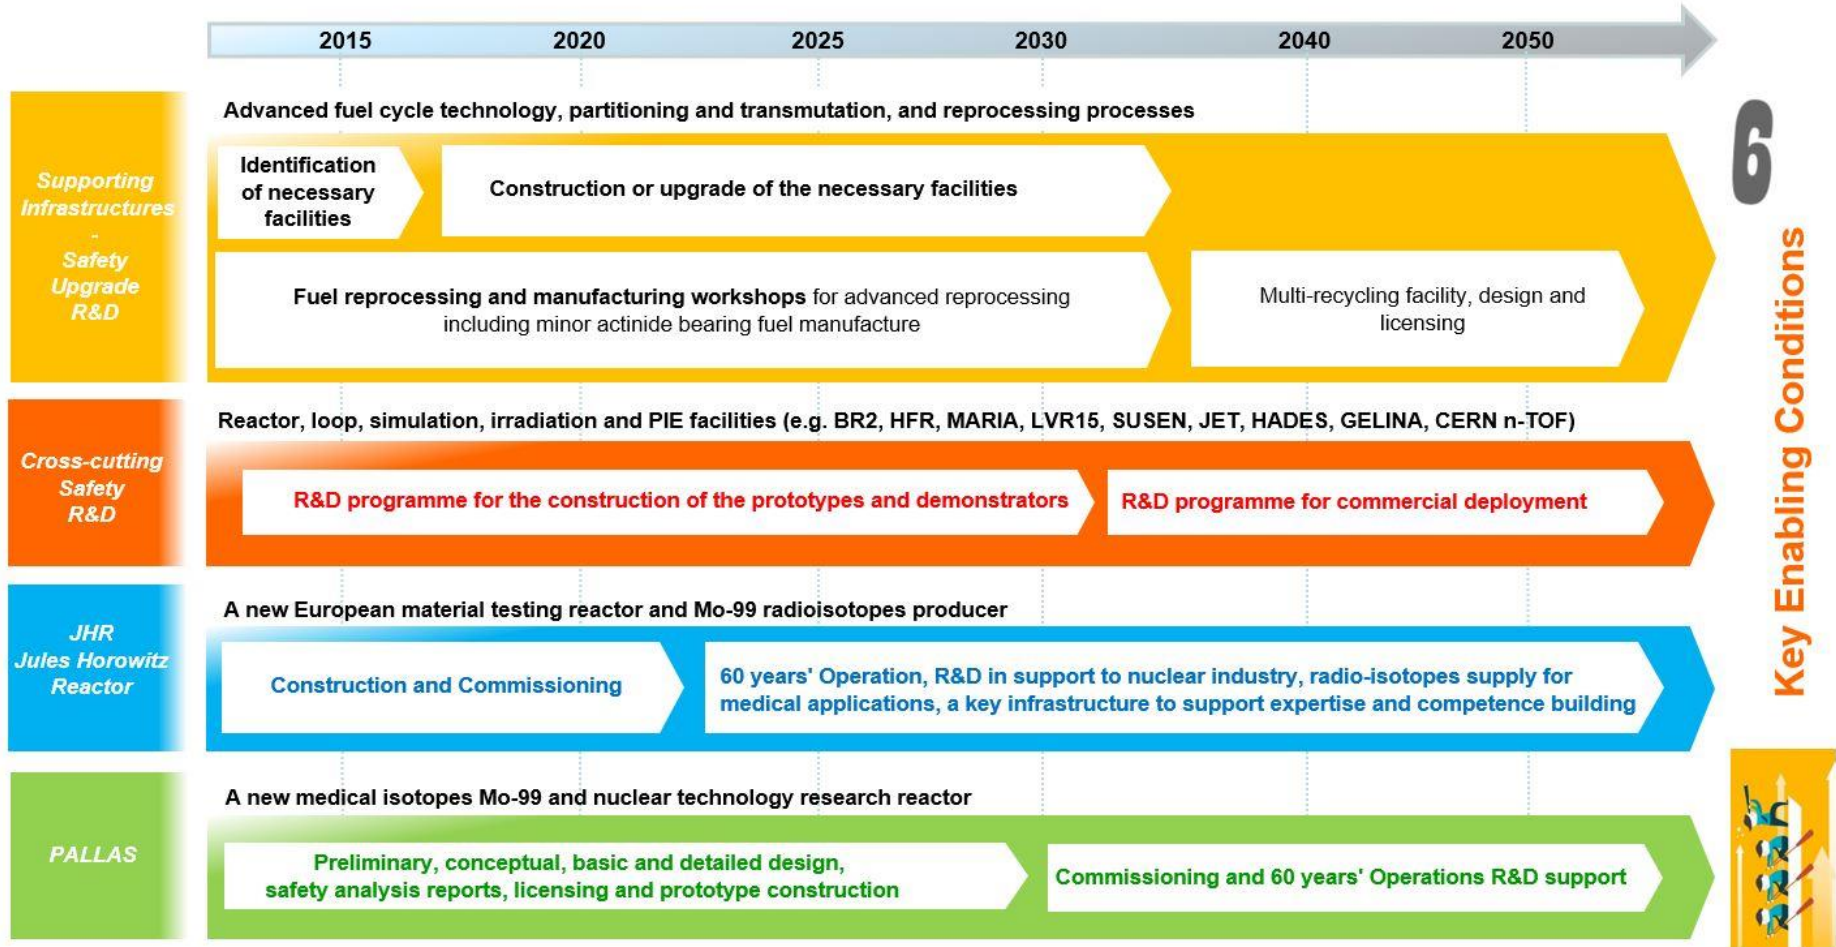 2015 2020 2025 2030 2040 2050
Supporting
Infrastructures
-
Safety
Upgrade
R&D
Advanced fuel cycle technology, partitioning and transmutation, and reprocessing processes
Identification
of necessary
facilities
Construction or upgrade of the necessary facilities
Fuel reprocessing and manufacturing workshops for advanced reprocessing
including minor actinide bearing fuel manufacture
Multi-recycling facility, design and
licensing
Cross-cutting
Safety
R&D
Reactor, loop, simulation, irradiation and PIE facilities (e.g. BR2, HFR, MARIA, LVR15, SUSEN, JET, HADES, GELINA, CERN n-TOF)
R&D programme for the construction of the prototypes and demonstrators
R&D programme for commercial deployment
JHR
Jules Horowitz
Reactor
A new European material testing reactor and Mo-99 radioisotopes producer
Construction and Commissioning
60 years' Operation, R&D in support to nuclear industry, radio-isotopes supply for
medical applications, a key infrastructure to support expertise and competence building
PALLAS
A new medical isotopes Mo-99 and nuclear technology research reactor
Preliminary, conceptual, basic and detailed design,
safety analysis reports, licensing and prototype construction
Commissioning and 60 years' Operations R&D support
6
Key Enabling Conditions